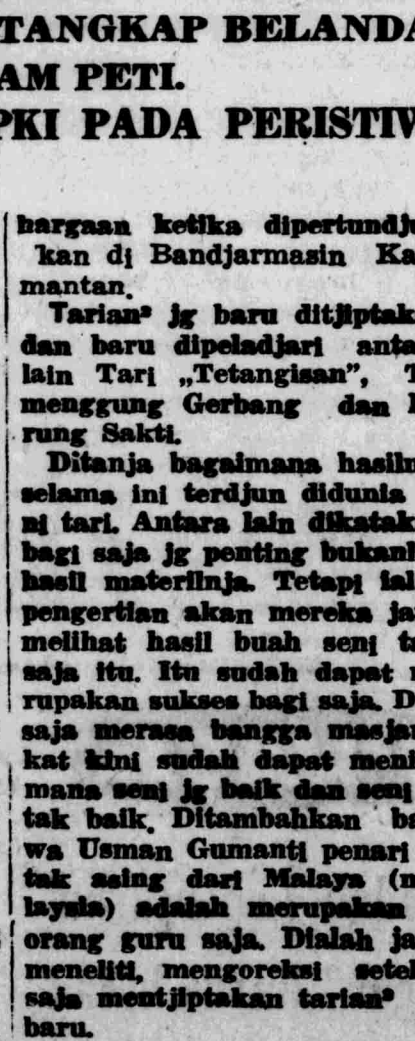 TANGKAP BELANDA
AM PETI.
PKI PADA PERISTIW
hargaan ketika dipertundju
kan di Bandjarmasin Ka
mantan.
Tarian² jg baru ditjiptak
dan baru dipeladjari anta
lain Tari „Tetangisan”, T
menggung Gerbang dan
rung Sakti.
Ditanja bagaimana hasiln
selama ini terdjun didunia
ni tari. Antara lain dikatak
bagi saja jg penting bukanl
hasil materilnja. Tetapi ial
pengertian akan mereka ja
melihat hasil buah seni ta
saja itu. Itu sudah dapat
rupakan sukses bagi saja. D
saja merasa bangga masjar
kat kini sudah dapat meni
mana seni jg baik dan seni
tak baik. Ditambahkan ba
wa Usman Gumanti penari
tak asing dari Malaya (m
laysia) adalah merupakan
orang guru saja. Dialah ja
meneliti, mengoreksi setel
saja mentjiptakan tarian²
baru.